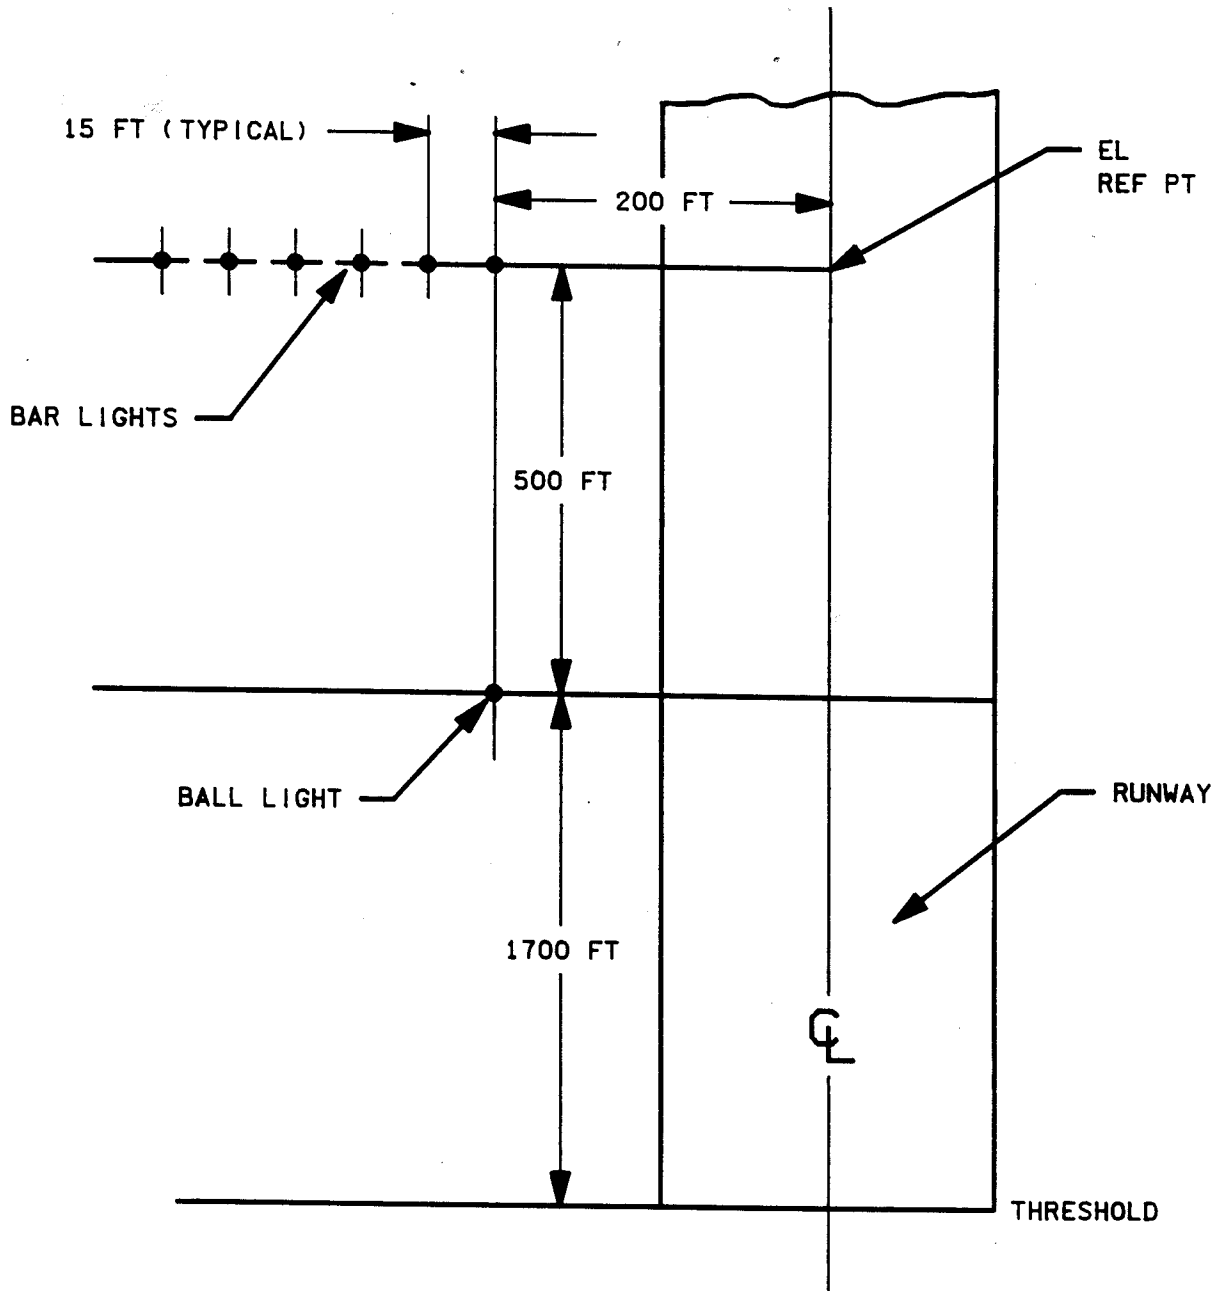 15 FT (TYPICAL)
EL
REF PT
200 FT
BAR LIGHTS
500 FT
BALL LIGHT
RUNWAY
1700 FT
CL
THRESHOLD